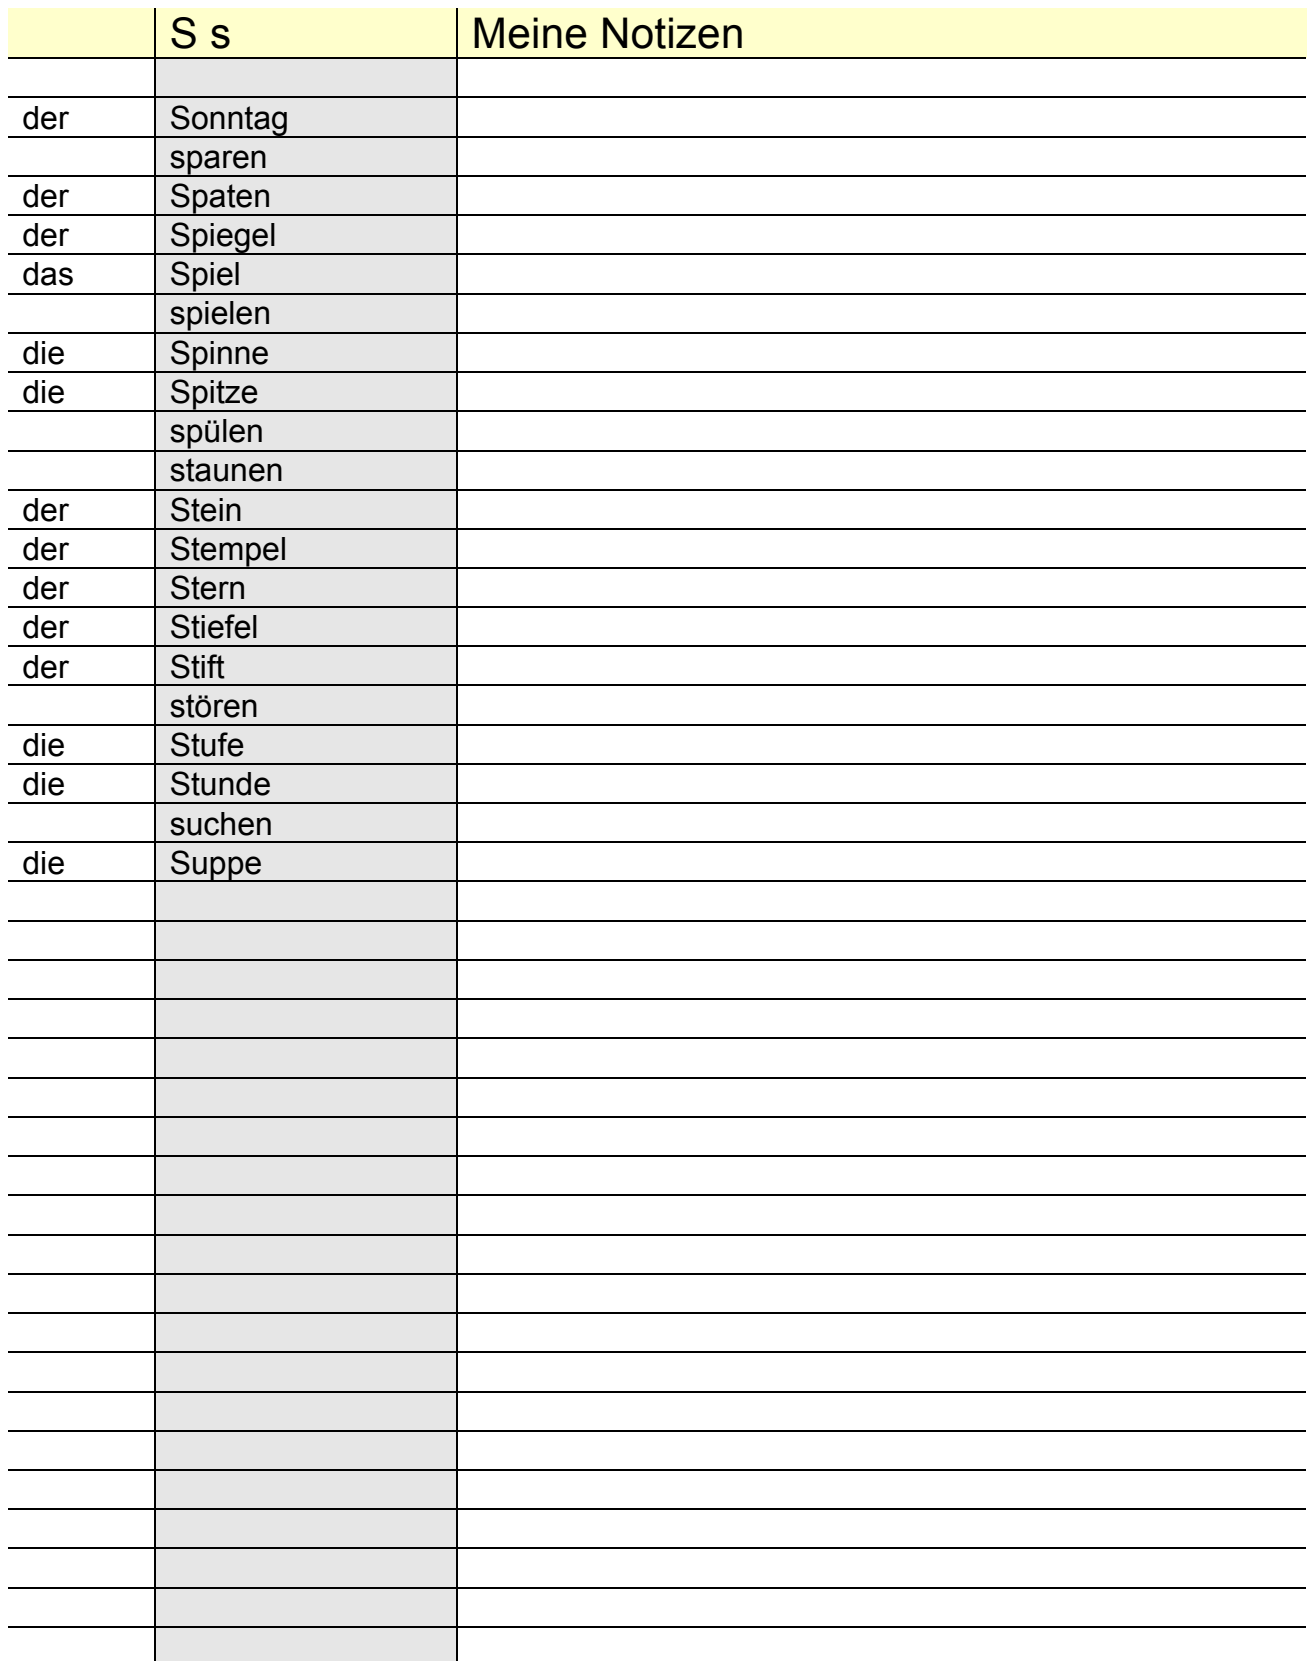 S s Meine Notizen
der Sonntag
sparen
der Spaten
der Spiegel
das Spiel
spielen
die Spinne
die Spitze
spülen
staunen
der Stein
der Stempel
der Stern
der Stiefel
der Stift
stören
die Stufe
die Stunde
suchen
die Suppe